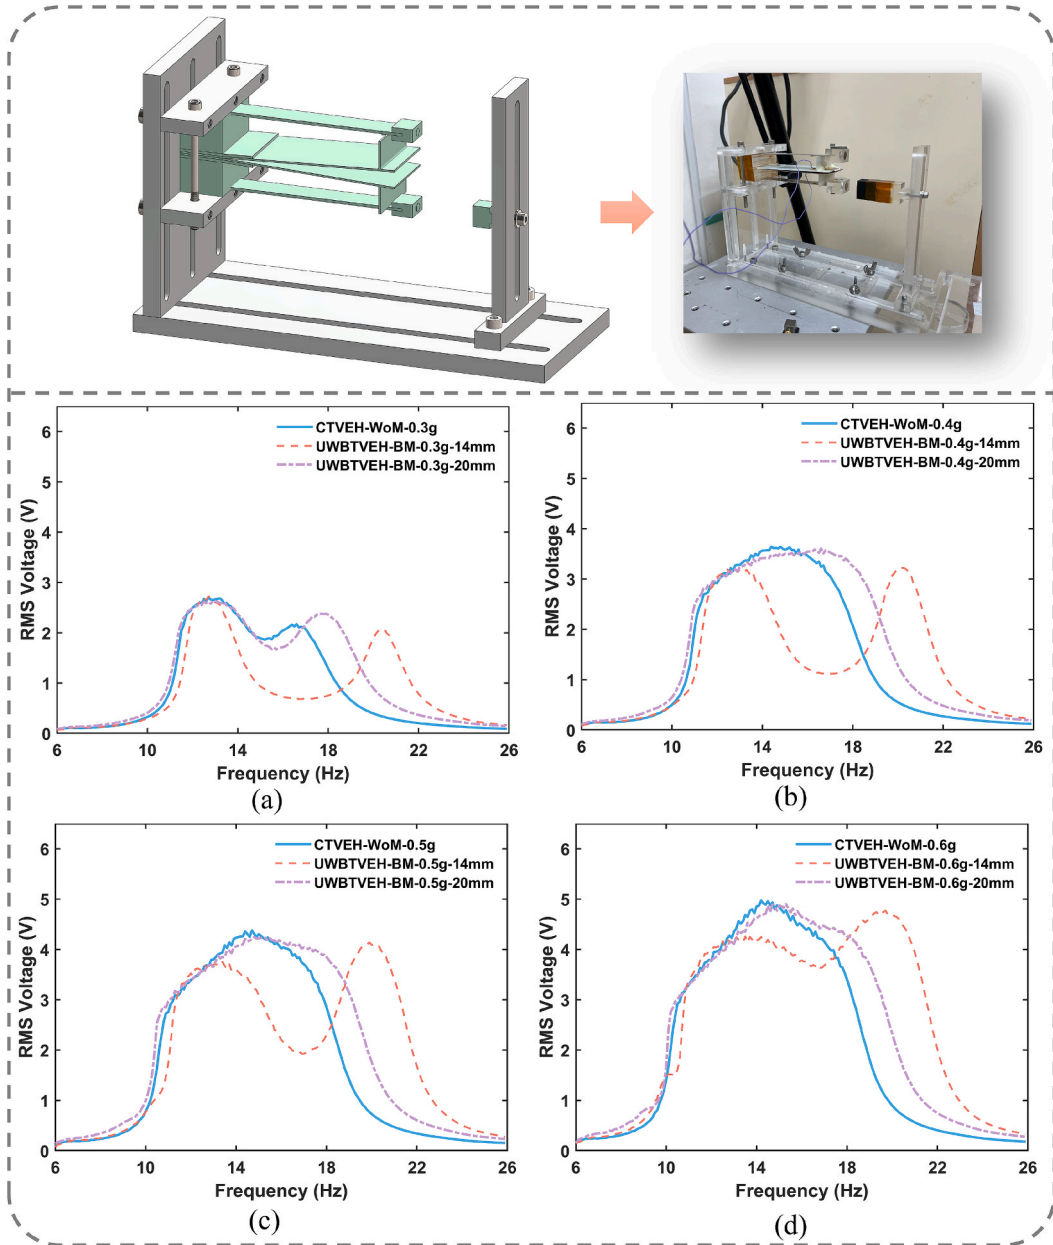 6
5
4
3
2
1
0
RMS Voltage (V)
CTVEH-WoM-0.3g
UWBTVEH-BM-0.3g-14mm
UWBTVEH-BM-0.3g-20mm
6 10 14 18 22 26
Frequency (Hz)
(a)
6
5
4
3
2
1
0
RMS Voltage (V)
CTVEH-WoM-0.4g
UWBTVEH-BM-0.4g-14mm
UWBTVEH-BM-0.4g-20mm
6 10 14 18 22 26
Frequency (Hz)
(b)
6
5
4
3
2
1
0
RMS Voltage (V)
CTVEH-WoM-0.5g
UWBTVEH-BM-0.5g-14mm
UWBTVEH-BM-0.5g-20mm
6 10 14 18 22 26
Frequency (Hz)
(c)
6
5
4
3
2
1
0
RMS Voltage (V)
CTVEH-WoM-0.6g
UWBTVEH-BM-0.6g-14mm
UWBTVEH-BM-0.6g-20mm
6 10 14 18 22 26
Frequency (Hz)
(d)